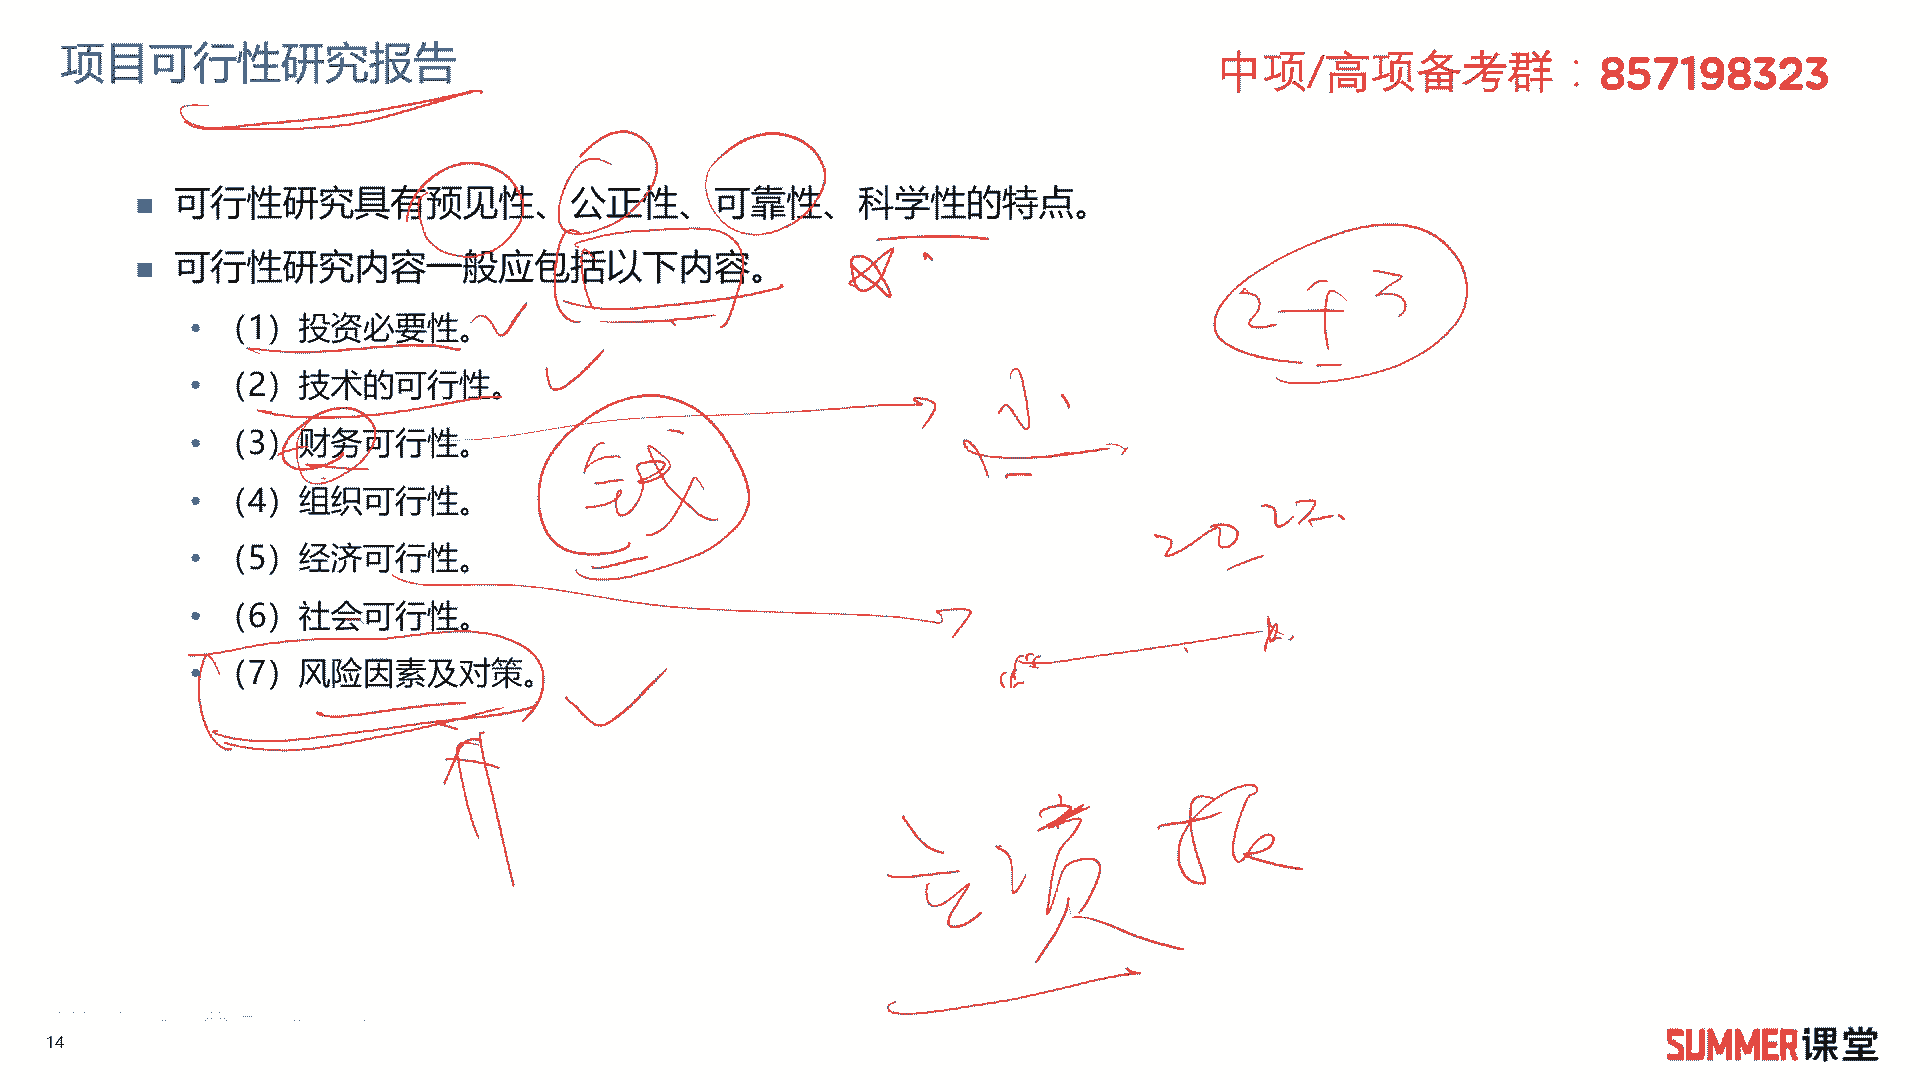 项目可行性研究报告
中项/高项备考群：857198323
可行性研究具有预见性、公正性、可靠性、科学性的特点。
可行性研究内容一般应包括以下内容。
（1）投资必要性。
（2）技术的可行性。
（3）财务可行性。
（4）组织可行性。
（5）经济可行性。
（6）社会可行性。
（7）风险因素及对策。
2千3
小
钱
14
SUMMER课堂